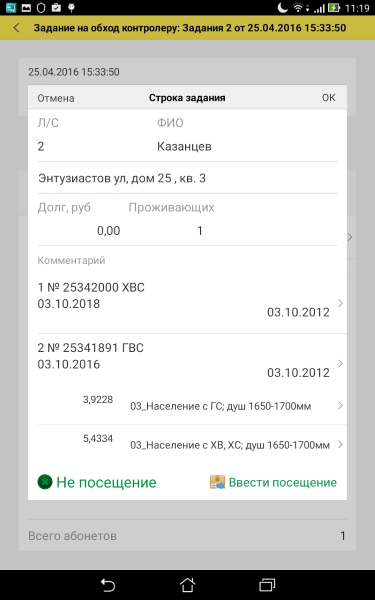 11:19
Задание на обход контролеру: Задания 2 от 25.04.2016 15:33:50
25.04.2016 15:33:50
Отмена Строка задания ОК
Л/С ФИО
2 Казанцев
Энтузиастов ул, дом 25 , кв. 3
Долг, руб Проживающих
0,00 1
Комментарий
1 № 25342000 ХВС
03.10.2018
03.10.2012
2 № 25341891 ГВС
03.10.2016
03.10.2012
3,9228 03_Население с ГС; душ 1650-1700мм
5,4334 03_Население с ХВ, ХС; душ 1650-1700мм
Не посещение Ввести посещение
Всего абонетов 1